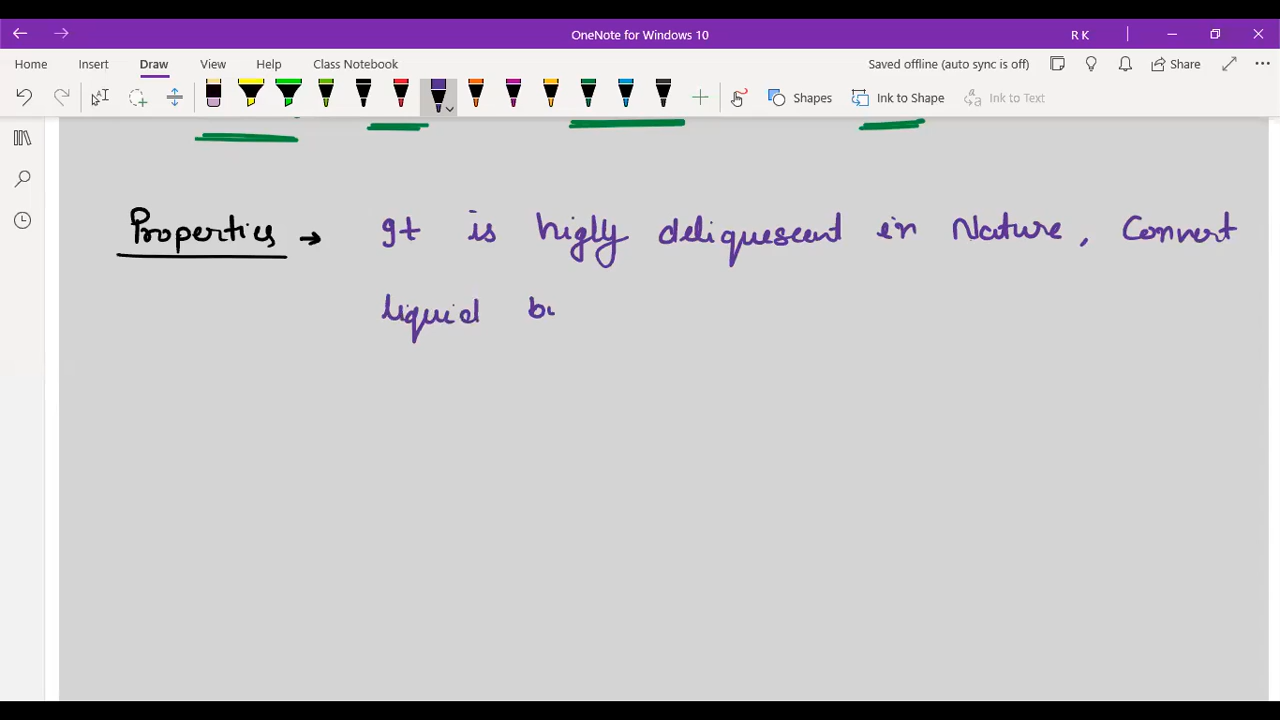 OneNote for Windows 10
R K
Home Insert Draw View Help Class Notebook
Saved offline (auto sync is off)
Share
Shapes
Ink to Shape
Ink to Text
Properties → It is higly deliquescent in Nature, Convert
liquid by